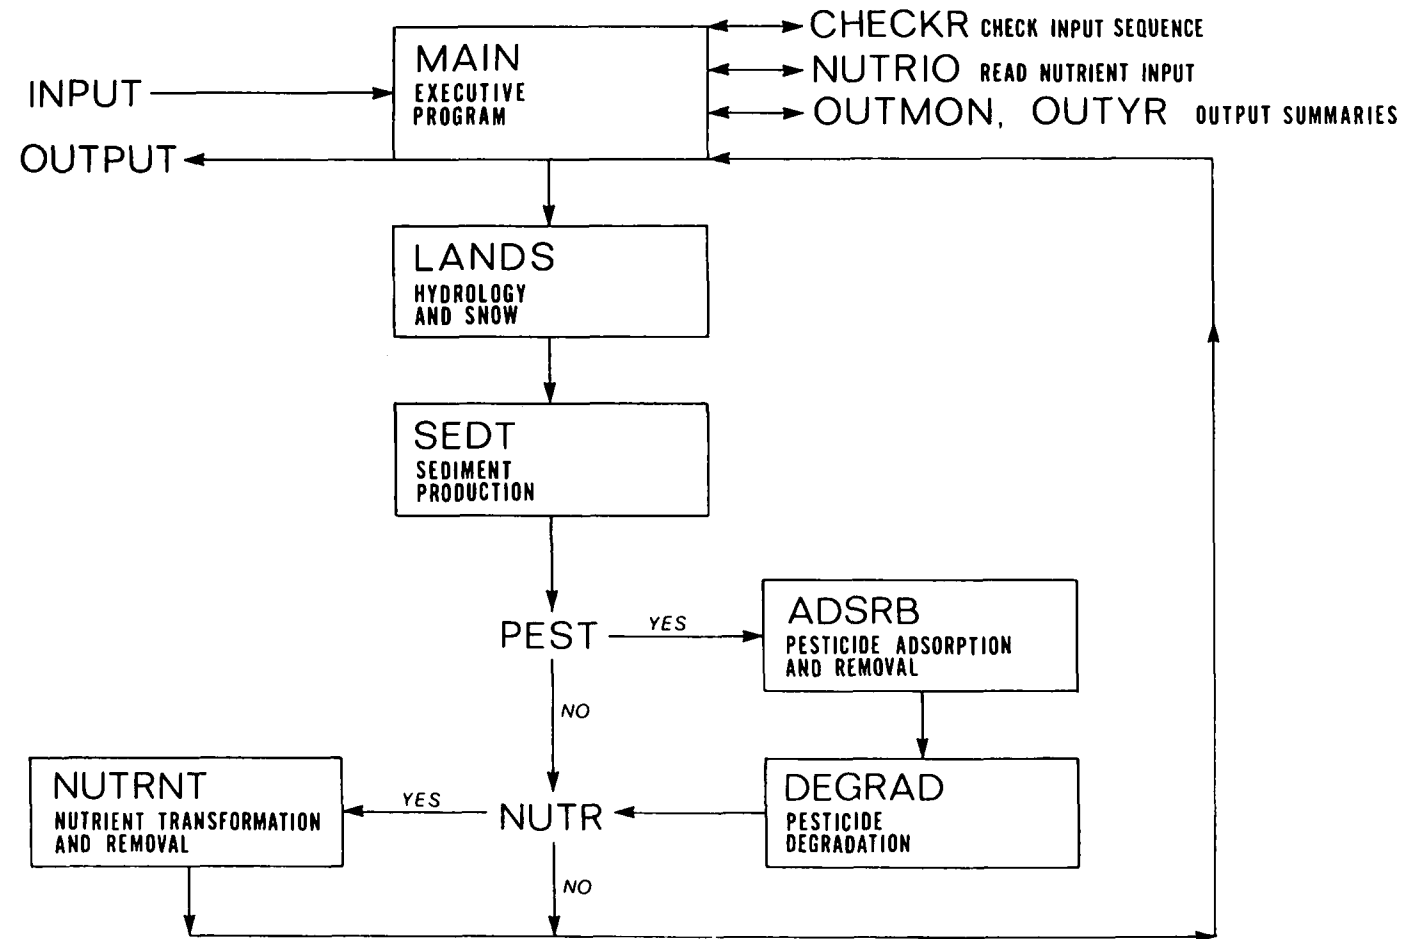 CHECKR CHECK INPUT SEQUENCE
MAIN
NUTRIO READ NUTRIENT INPUT
INPUT
EXECUTIVE
PROGRAM
OUTMON, OUTYR OUTPUT SUMMARIES
OUTPUT
LANDS
HYDROLOGY
AND SNOW
SEDT
SEDIMENT
PRODUCTION
PEST
YES
ADSRB
PESTICIDE ADSORPTION
AND REMOVAL
NO
NUTRNT
NUTRIENT TRANSFORMATION
AND REMOVAL
YES
NUTR
DEGRAD
PESTICIDE
DEGRADATION
NO